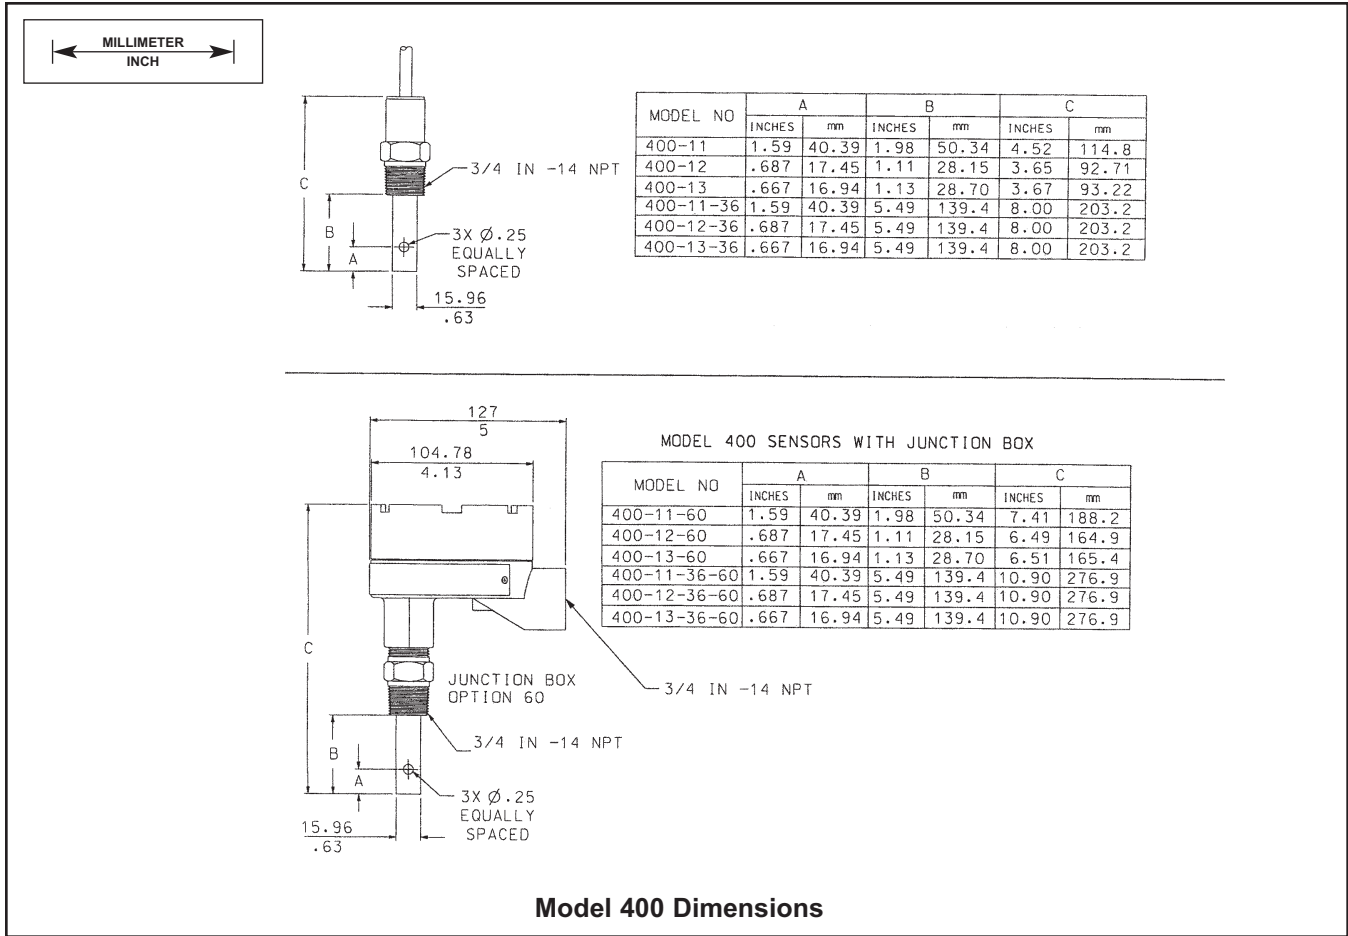 MILLIMETER
INCH
C
B
A
3/4 IN -14 NPT
3X Ø.25
EQUALLY
SPACED
15.96
.63
MODEL NO A B C
INCHES mm INCHES mm INCHES mm
400-11 1.59 40.39 1.98 50.34 4.52 114.8
400-12 .687 17.45 1.11 28.15 3.65 92.71
400-13 .667 16.94 1.13 28.70 3.67 93.22
400-11-36 1.59 40.39 5.49 139.4 8.00 203.2
400-12-36 .687 17.45 5.49 139.4 8.00 203.2
400-13-36 .667 16.94 5.49 139.4 8.00 203.2
127
5
104.78
4.13
MODEL 400 SENSORS WITH JUNCTION BOX
MODEL NO A B C
INCHES mm INCHES mm INCHES mm
400-11-60 1.59 40.39 1.98 50.34 7.41 188.2
400-12-60 .687 17.45 1.11 28.15 6.49 164.9
400-13-60 .667 16.94 1.13 28.70 6.51 165.4
400-11-36-60 1.59 40.39 5.49 139.4 10.90 276.9
400-12-36-60 .687 17.45 5.49 139.4 10.90 276.9
400-13-36-60 .667 16.94 5.49 139.4 10.90 276.9
C
JUNCTION BOX
OPTION 60
3/4 IN -14 NPT
3/4 IN -14 NPT
B
A
3X Ø.25
EQUALLY
SPACED
15.96
.63
Model 400 Dimensions